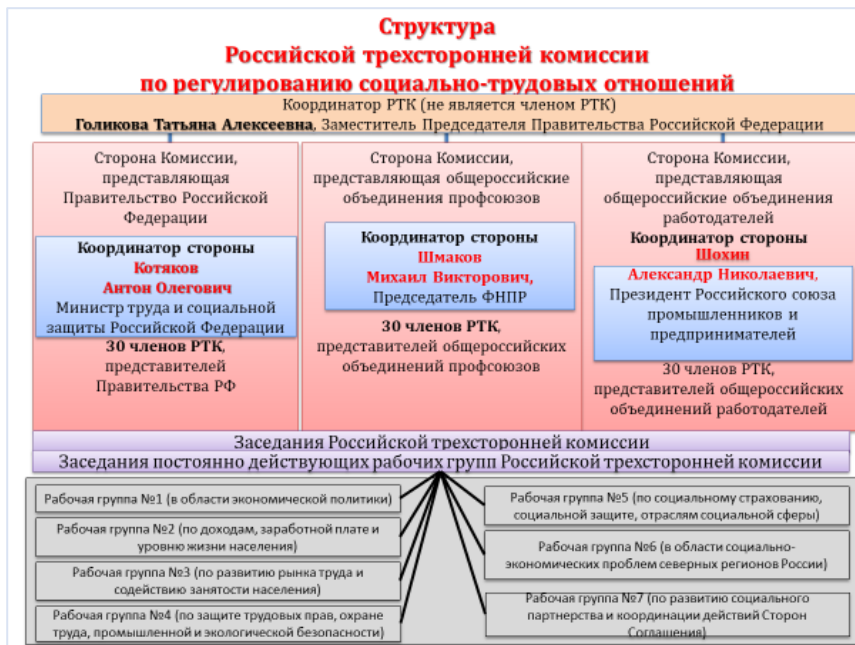 Структура
Российской трехсторонней комиссии
по регулированию социально-трудовых отношений
Координатор РТК (не является членом РТК)
Голикова Татьяна Алексеевна, Заместитель Председателя Правительства Российской Федерации
Сторона Комиссии,
представляющая
Правительство Российской
Федерации
Координатор стороны
Котяков
Антон Олегович
Министр труда и социальной
защиты Российской Федерации
30 членов РТК,
представителей
Правительства РФ
Сторона Комиссии,
представляющая общероссийские
объединения профсоюзов
Координатор стороны
Шмаков
Михаил Викторович,
Председатель ФНПР
30 членов РТК,
представителей общероссийских
объединений профсоюзов
Сторона Комиссии,
представляющая
общероссийские объединения
работодателей
Координатор стороны
Шохин
Александр Николаевич,
Президент Российского союза
промышленников и
предпринимателей
30 членов РТК,
представителей общероссийских
объединений работодателей
Заседания Российской трехсторонней комиссии
Заседания постоянно действующих рабочих групп Российской трехсторонней комиссии
Рабочая группа №1 (в области экономической политики)
Рабочая группа №2 (по доходам, заработной плате и
уровню жизни населения)
Рабочая группа №3 (по развитию рынка труда и
содействию занятости населения)
Рабочая группа №4 (по защите трудовых прав, охране
труда, промышленной и экологической безопасности)
Рабочая группа №5 (по социальному страхованию,
социальной защите, отраслям социальной сферы)
Рабочая группа №6 (в области социально-
экономических проблем северных регионов России)
Рабочая группа №7 (по развитию социального
партнерства и координации действий Сторон
Соглашения)